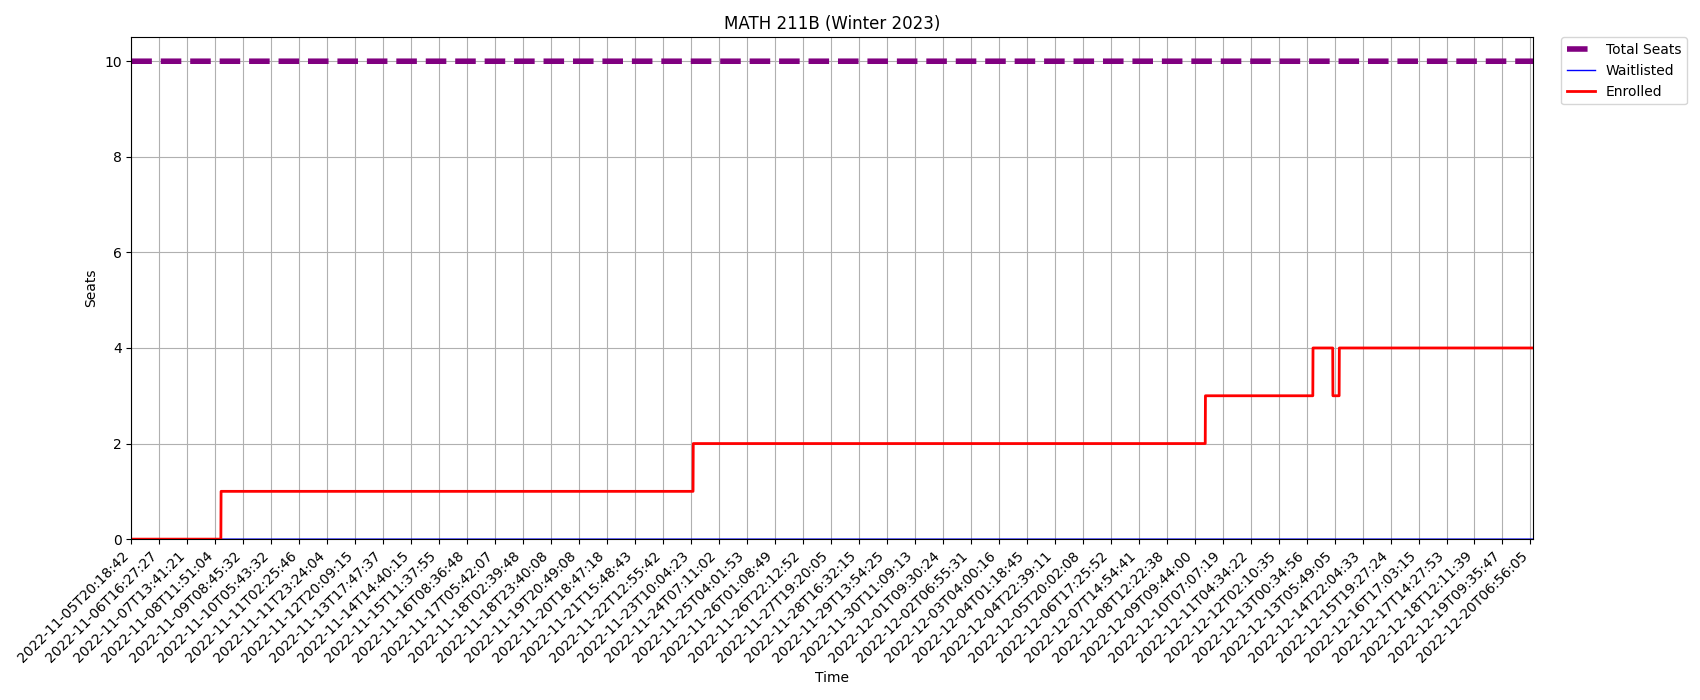 MATH 211B (Winter 2023)
Total Seats
Waitlisted
Enrolled
Seats
10
8
6
4
2
0
2022-11-05T20:18:42
2022-11-06T16:27:27
2022-11-07T13:41:21
2022-11-08T11:51:04
2022-11-09T08:45:32
2022-11-10T05:43:32
2022-11-11T02:25:46
2022-11-11T23:24:04
2022-11-12T20:09:15
2022-11-13T17:47:37
2022-11-14T14:40:15
2022-11-15T11:37:55
2022-11-16T08:36:48
2022-11-17T05:42:07
2022-11-18T02:39:48
2022-11-18T23:40:08
2022-11-19T20:49:08
2022-11-20T18:47:18
2022-11-21T15:48:43
2022-11-22T12:55:42
2022-11-23T10:04:23
2022-11-24T07:11:02
2022-11-25T04:01:53
2022-11-26T01:08:49
2022-11-26T22:12:52
2022-11-27T19:20:05
2022-11-28T16:32:15
2022-11-29T13:54:25
2022-11-30T11:09:13
2022-12-01T09:30:24
2022-12-02T06:55:31
2022-12-03T04:00:16
2022-12-04T01:18:45
2022-12-04T22:39:11
2022-12-05T20:02:08
2022-12-06T17:25:52
2022-12-07T14:54:41
2022-12-08T12:22:38
2022-12-09T09:44:00
2022-12-10T07:07:19
2022-12-11T04:34:22
2022-12-12T02:10:35
2022-12-13T00:34:56
2022-12-13T05:49:05
2022-12-14T22:04:33
2022-12-15T19:27:24
2022-12-16T17:03:15
2022-12-17T14:27:53
2022-12-18T12:11:39
2022-12-19T09:35:47
2022-12-20T06:56:05
Time